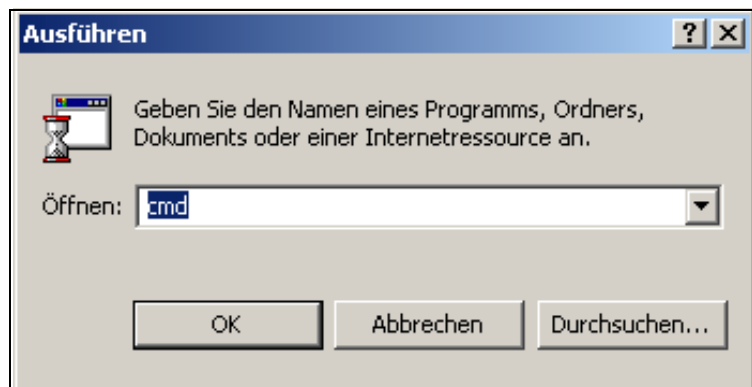 Ausführen
Geben Sie den Namen eines Programms, Ordners,
Dokuments oder einer Internetressource an.
Öffnen: cmd
OK Abbrechen Durchsuchen...